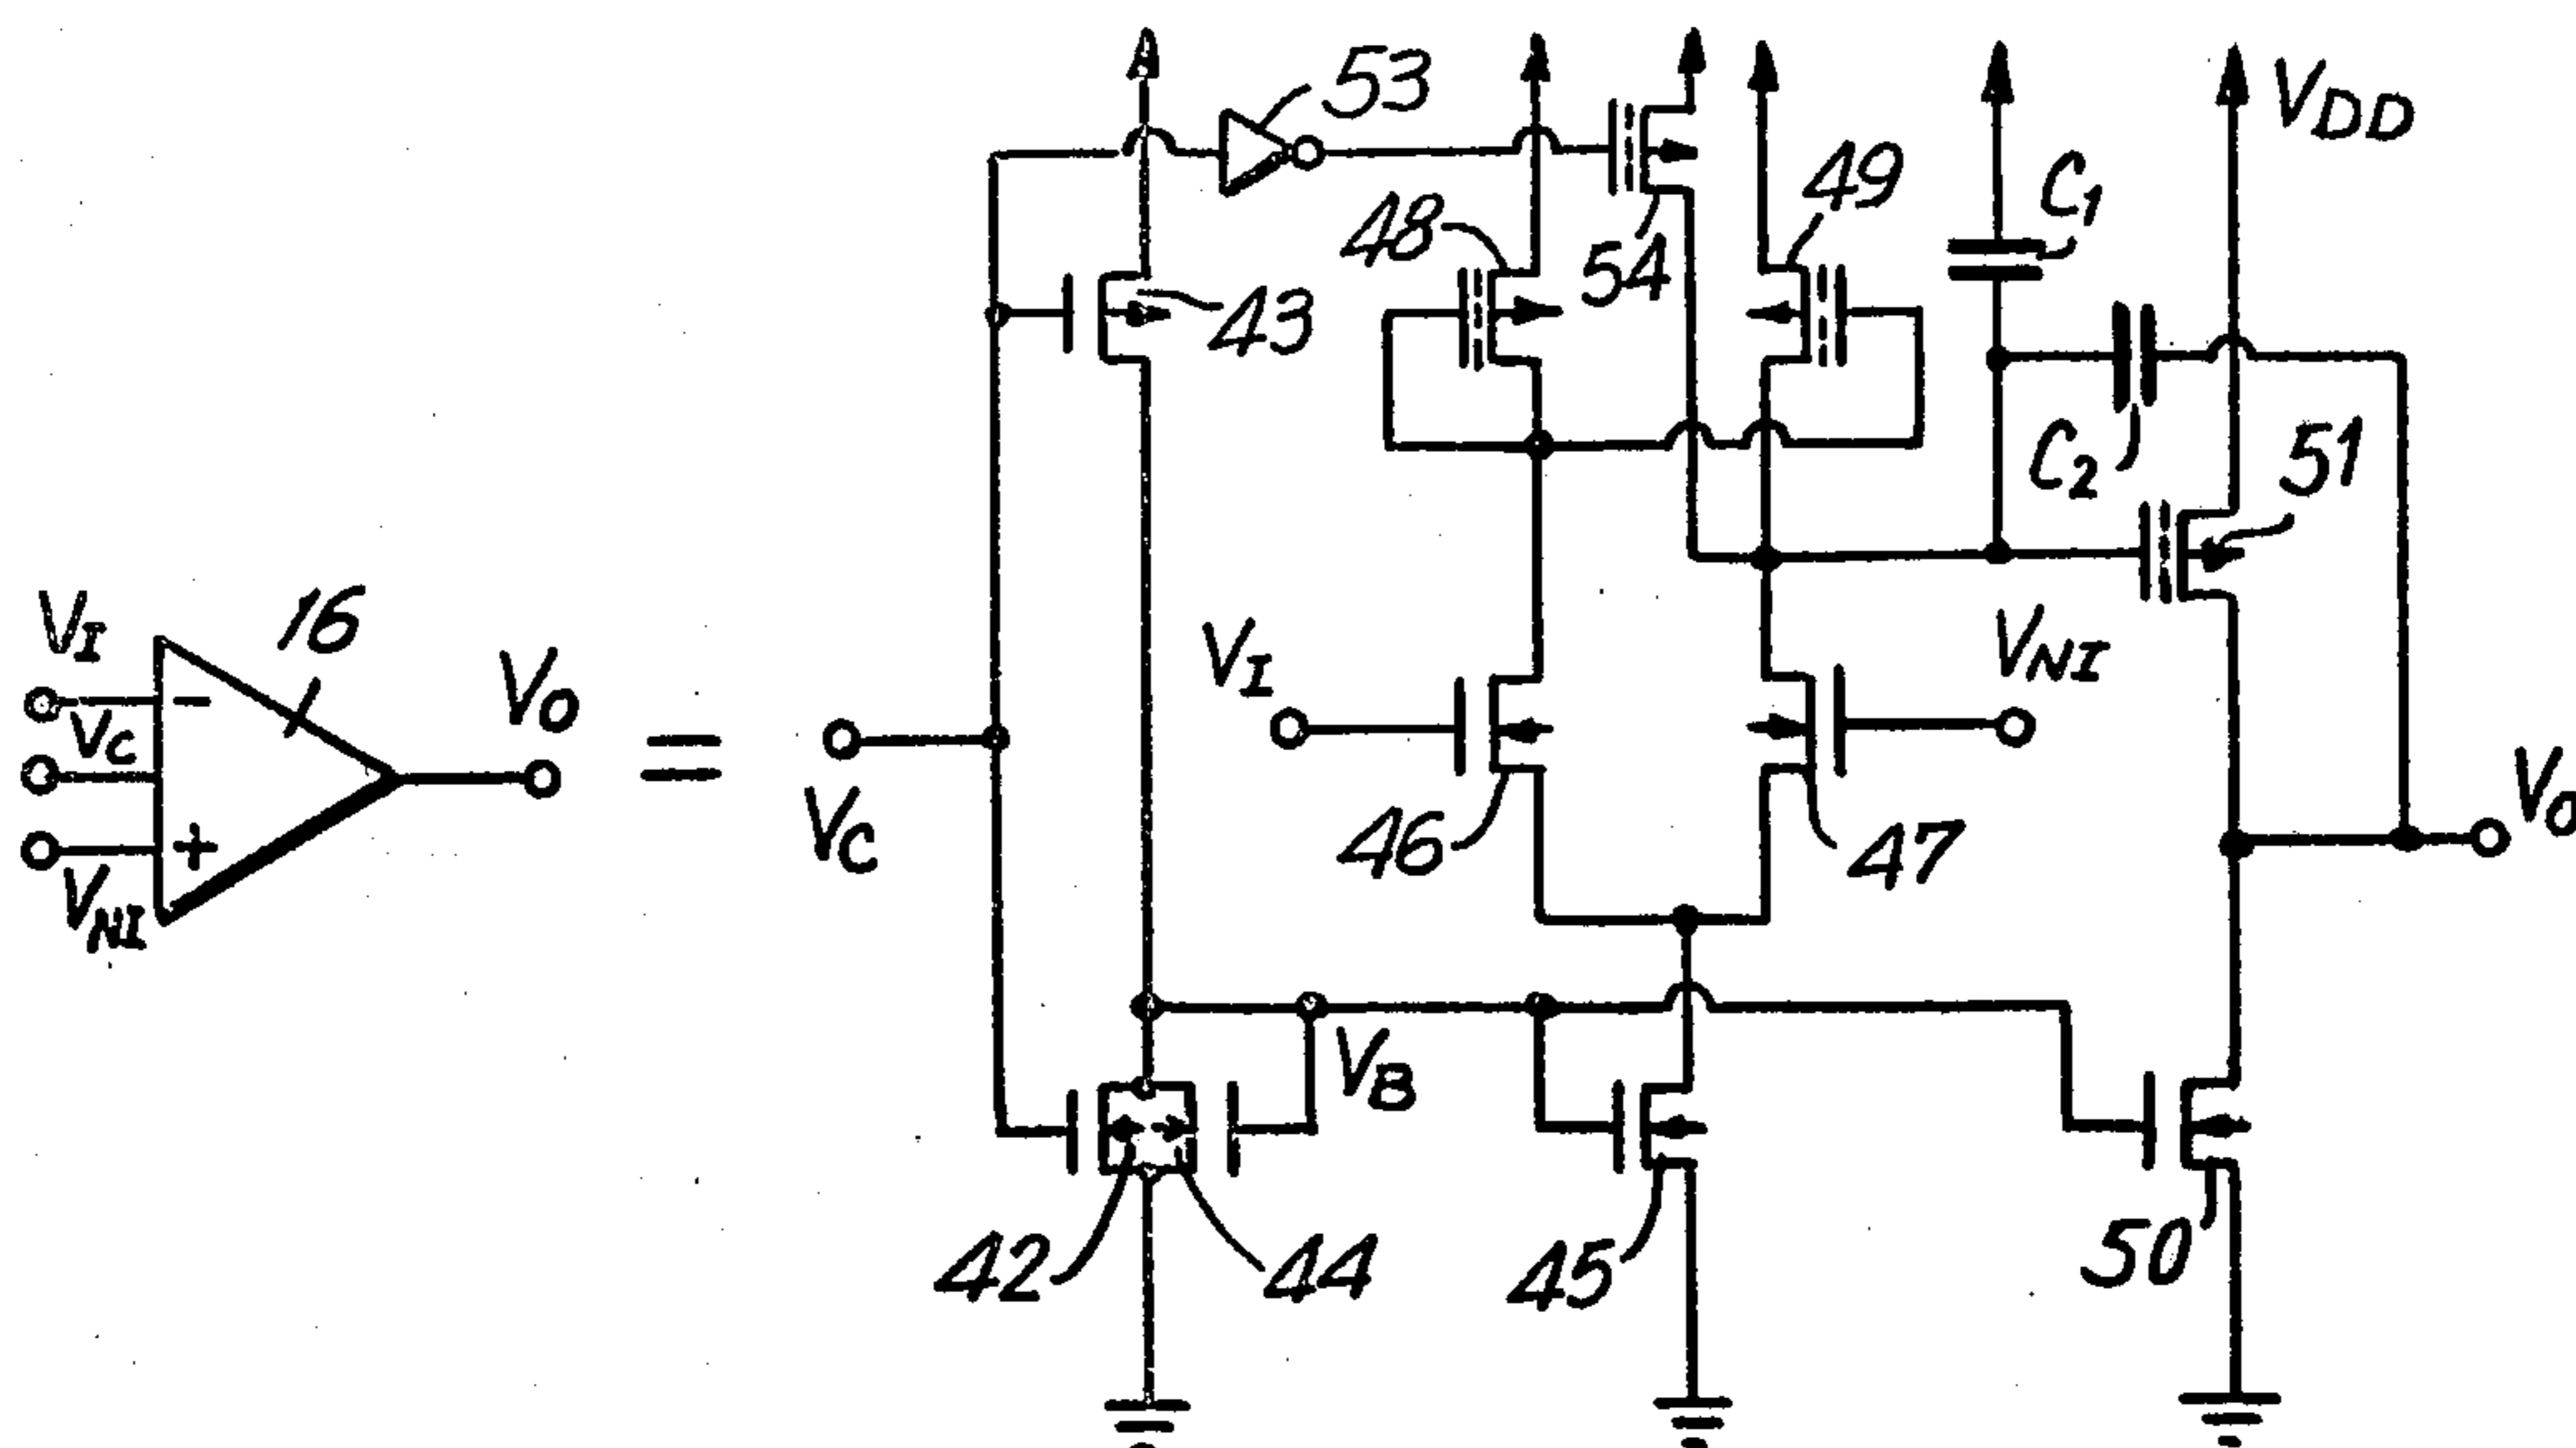 53
V_DD
C_1
49
48
54
43
C_2
51
16
V_I
V_O
V_I
V_NI
V_C
-
=
V_C
+
V_NI
V_O
46
47
V_B
42
44
45
50